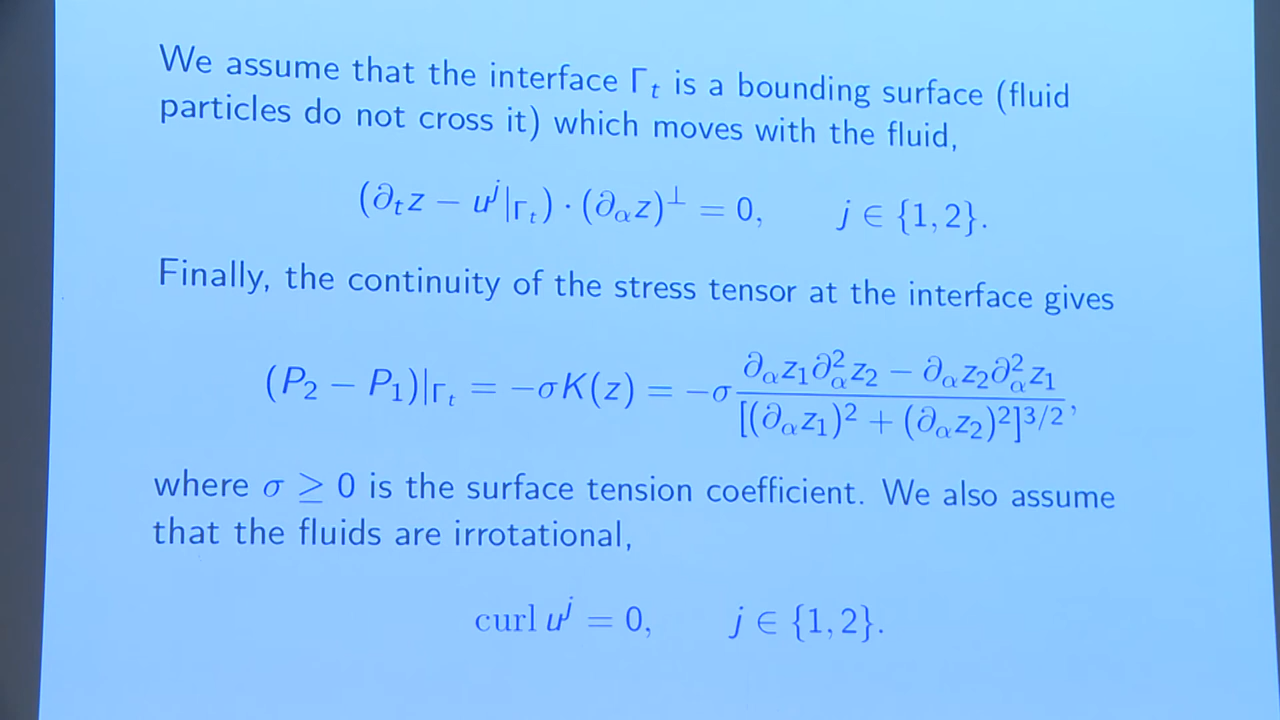 We assume that the interface Γ_t is a bounding surface (fluid
particles do not cross it) which moves with the fluid,
(∂_t z − u^j|_{Γ_t}) · (∂_α z)^⊥ = 0, j ∈ {1, 2}.
Finally, the continuity of the stress tensor at the interface gives
(P_2 − P_1)|_{Γ_t} = −σK(z) = −σ \frac{∂_α z_1 ∂_α^2 z_2 − ∂_α z_2 ∂_α^2 z_1}{[(∂_α z_1)^2 + (∂_α z_2)^2]^{3/2}},
where σ ≥ 0 is the surface tension coefficient. We also assume
that the fluids are irrotational,
curl u^j = 0, j ∈ {1, 2}.